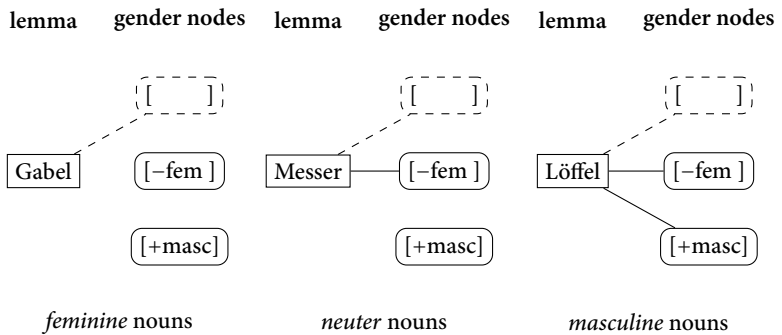 lemma gender nodes lemma gender nodes lemma gender nodes
[ ] [ ] [ ]
Gabel [−fem ] Messer [−fem ] Löffel [−fem ]
[+masc] [+masc] [+masc]
feminine nouns neuter nouns masculine nouns